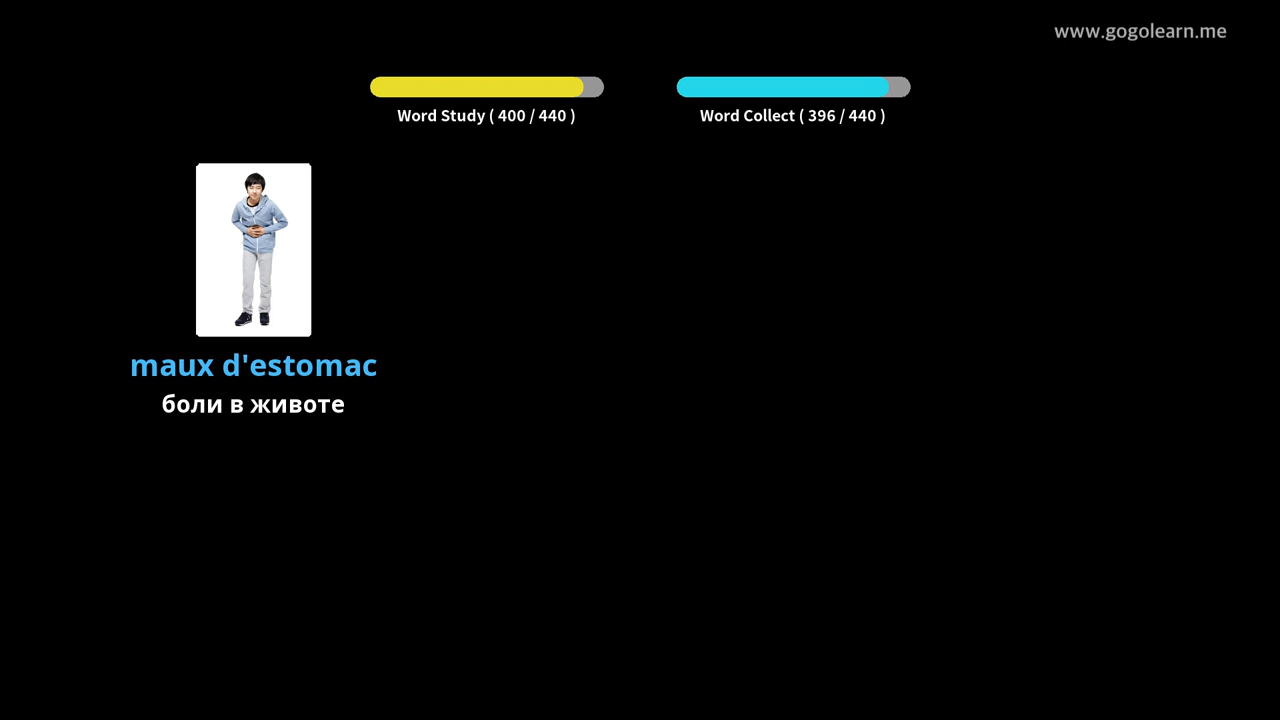 www.gogolearn.me
Word Study ( 400 / 440 )
Word Collect ( 396 / 440 )
maux d'estomac
боли в животе